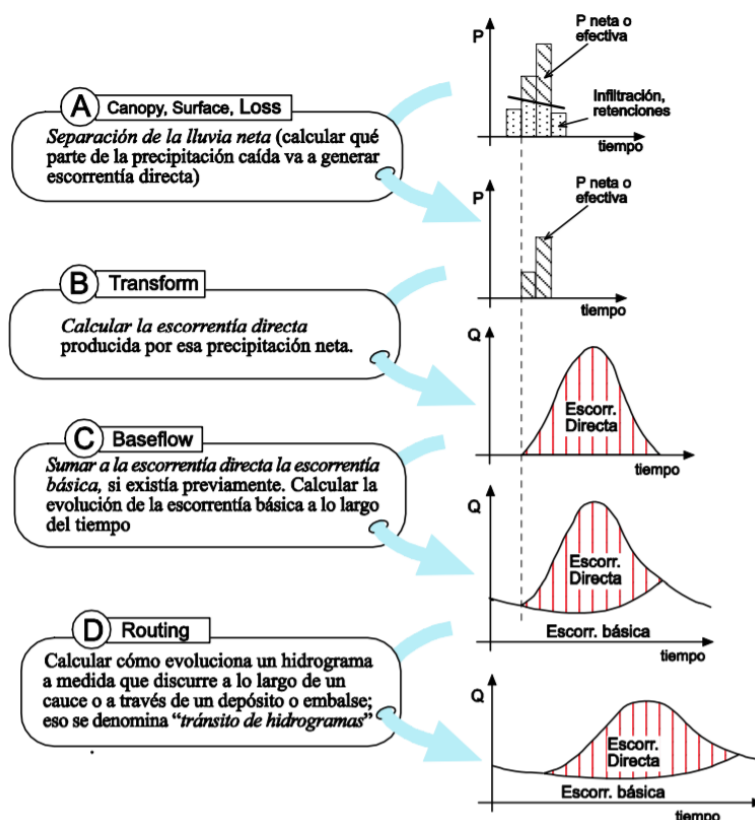 A Canopy, Surface, Loss
Separación de la lluvia neta (calcular qué
parte de la precipitación caída va a generar
escorrentía directa)
P
P neta o
efectiva
Infiltración,
retenciones
tiempo
P
P neta o
efectiva
tiempo
B Transform
Calcular la escorrentía directa
producida por esa precipitación neta.
Q
Escorr.
Directa
tiempo
C Baseflow
Sumar a la escorrentía directa la escorrentía
básica, si existía previamente. Calcular la
evolución de la escorrentía básica a lo largo
del tiempo
Q
Escorr.
Directa
Escorr. básica
tiempo
D Routing
Calcular cómo evoluciona un hidrograma
a medida que discurre a lo largo de un
cauce o a través de un depósito o embalse;
eso se denomina “tránsito de hidrogramas”
Q
Escorr.
Directa
Escorr. básica
tiempo